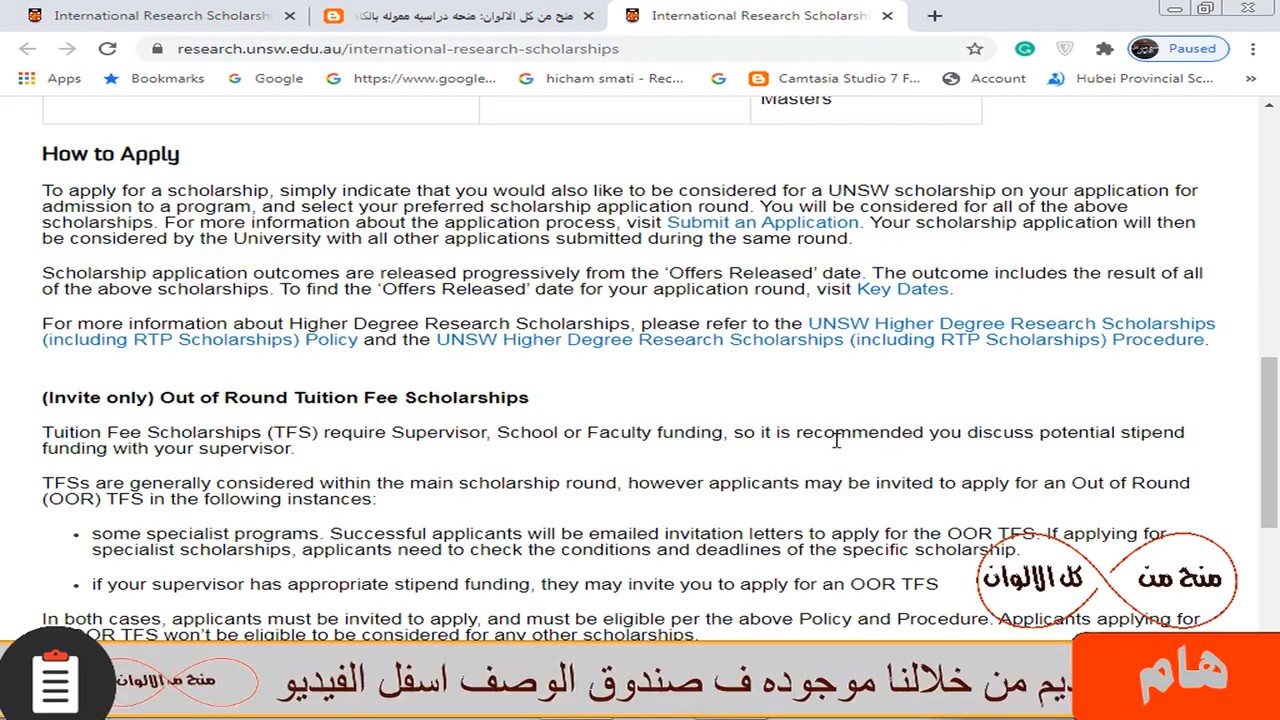 International Research Scholarsh
منح من كل الالوان: منحه دراسيه مموله بالكا
International Research Scholarsh
research.unsw.edu.au/international-research-scholarships
Paused
Apps
Bookmarks
Google
https://www.google...
hicham smati - Rec...
Camtasia Studio 7 F...
Account
Hubei Provincial Sc...
»
Masters
How to Apply
To apply for a scholarship, simply indicate that you would also like to be considered for a UNSW scholarship on your application for
admission to a program, and select your preferred scholarship application round. You will be considered for all of the above
scholarships. For more information about the application process, visit Submit an Application. Your scholarship application will then
be considered by the University with all other applications submitted during the same round.
Scholarship application outcomes are released progressively from the ‘Offers Released’ date. The outcome includes the result of all
of the above scholarships. To find the ‘Offers Released’ date for your application round, visit Key Dates.
For more information about Higher Degree Research Scholarships, please refer to the UNSW Higher Degree Research Scholarships
(including RTP Scholarships) Policy and the UNSW Higher Degree Research Scholarships (including RTP Scholarships) Procedure.
(Invite only) Out of Round Tuition Fee Scholarships
Tuition Fee Scholarships (TFS) require Supervisor, School or Faculty funding, so it is recommended you discuss potential stipend
funding with your supervisor.
TFSs are generally considered within the main scholarship round, however applicants may be invited to apply for an Out of Round
(OOR) TFS in the following instances:
• some specialist programs. Successful applicants will be emailed invitation letters to apply for the OOR TFS. If applying for
specialist scholarships, applicants need to check the conditions and deadlines of the specific scholarship.
• if your supervisor has appropriate stipend funding, they may invite you to apply for an OOR TFS
منح من كل الالوان
In both cases, applicants must be invited to apply, and must be eligible per the above Policy and Procedure. Applicants applying for
OOR TFS won’t be eligible to be considered for any other scholarships.
هام
من خلالنا موجوده ف صندوق الوصف اسفل الفيديو
منح من كل الالوان